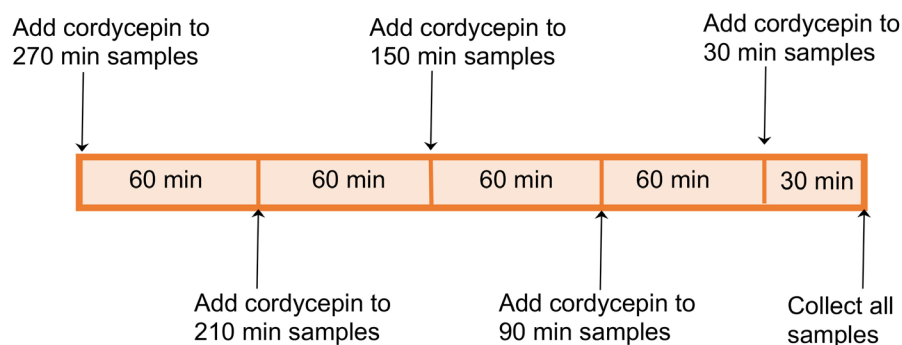 Add cordycepin to
270 min samples
Add cordycepin to
150 min samples
Add cordycepin to
30 min samples
60 min
60 min
60 min
60 min
30 min
Add cordycepin to
210 min samples
Add cordycepin to
90 min samples
Collect all
samples